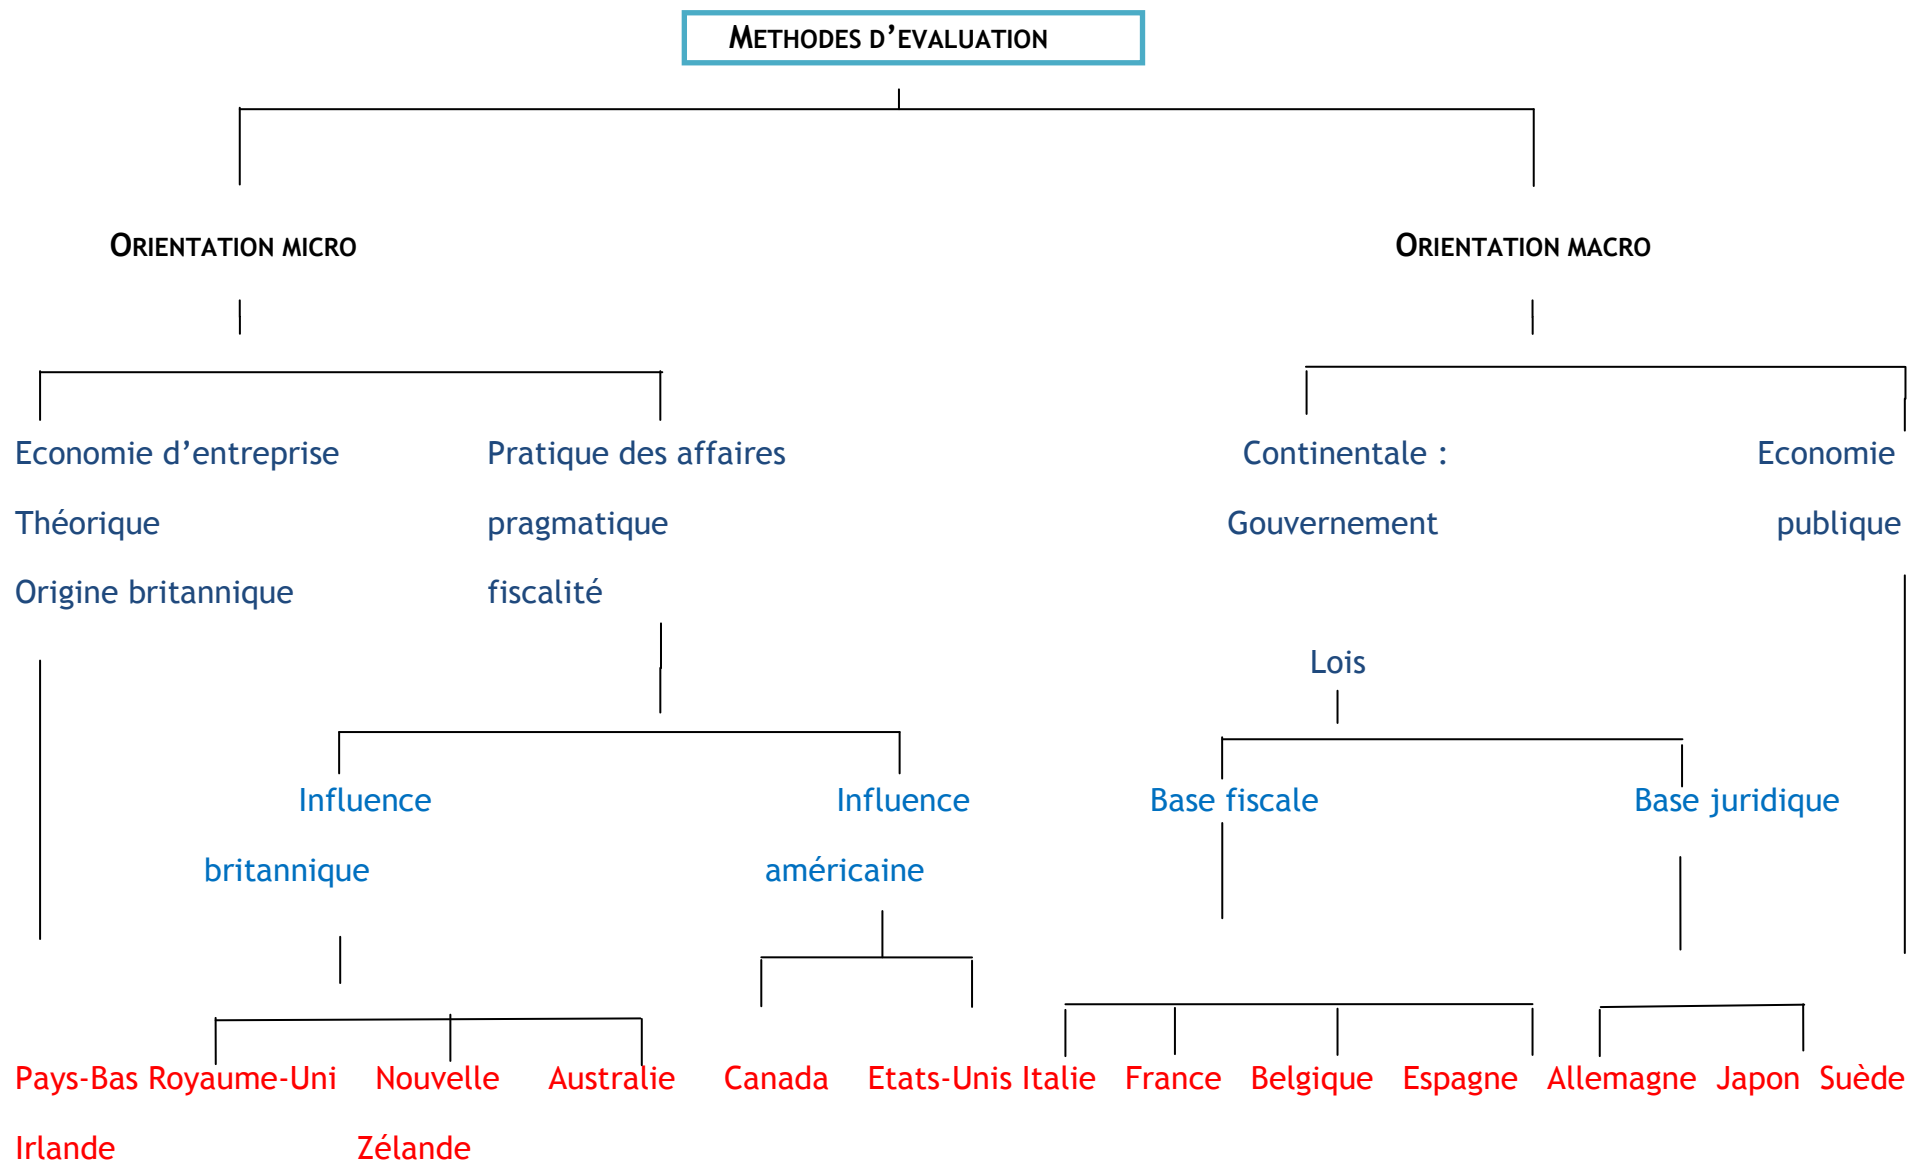 METHODES D’EVALUATION
ORIENTATION MICRO ORIENTATION MACRO
Economie d’entreprise Pratique des affaires Continentale : Economie
Théorique pragmatique Gouvernement publique
Origine britannique fiscalité
Lois
Influence Influence Base fiscale Base juridique
britannique américaine
Pays-Bas Royaume-Uni Nouvelle Australie Canada Etats-Unis Italie France Belgique Espagne Allemagne Japon Suède
Irlande Zélande